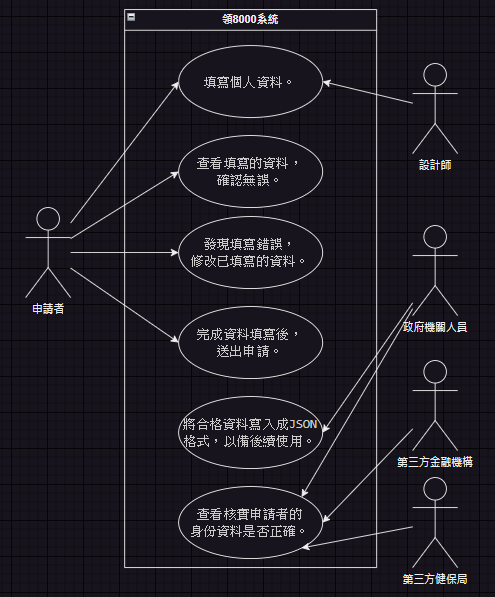 領8000系統
填寫個人資料。
設計師
查看填寫的資料，
確認無誤。
申請者
發現填寫錯誤，
修改已填寫的資料。
政府機關人員
完成資料填寫後，
送出申請。
將合格資料寫入成JSON
格式，以備後續使用。
第三方金融機構
查看核實申請者的
身份資料是否正確。
第三方健保局